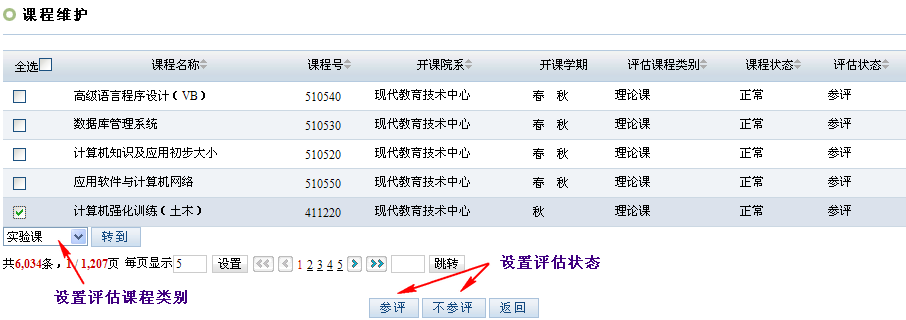 课程维护
全选 课程名称 课程号 开课院系 开课学期 评估课程类别 课程状态 评估状态
高级语言程序设计（VB） 510540 现代教育技术中心 春 秋 理论课 正常 参评
数据库管理系统 510530 现代教育技术中心 春 秋 理论课 正常 参评
计算机知识及应用初步大小 510520 现代教育技术中心 春 秋 理论课 正常 参评
应用软件与计算机网络 510550 现代教育技术中心 春 秋 理论课 正常 参评
计算机强化训练（土木） 411220 现代教育技术中心 秋 理论课 正常 参评
实验课 转到
共6,034条，1 / 1,207页 每页显示 5 设置 1 2 3 4 5 跳转
设置评估状态
设置评估课程类别
参评 不参评 返回